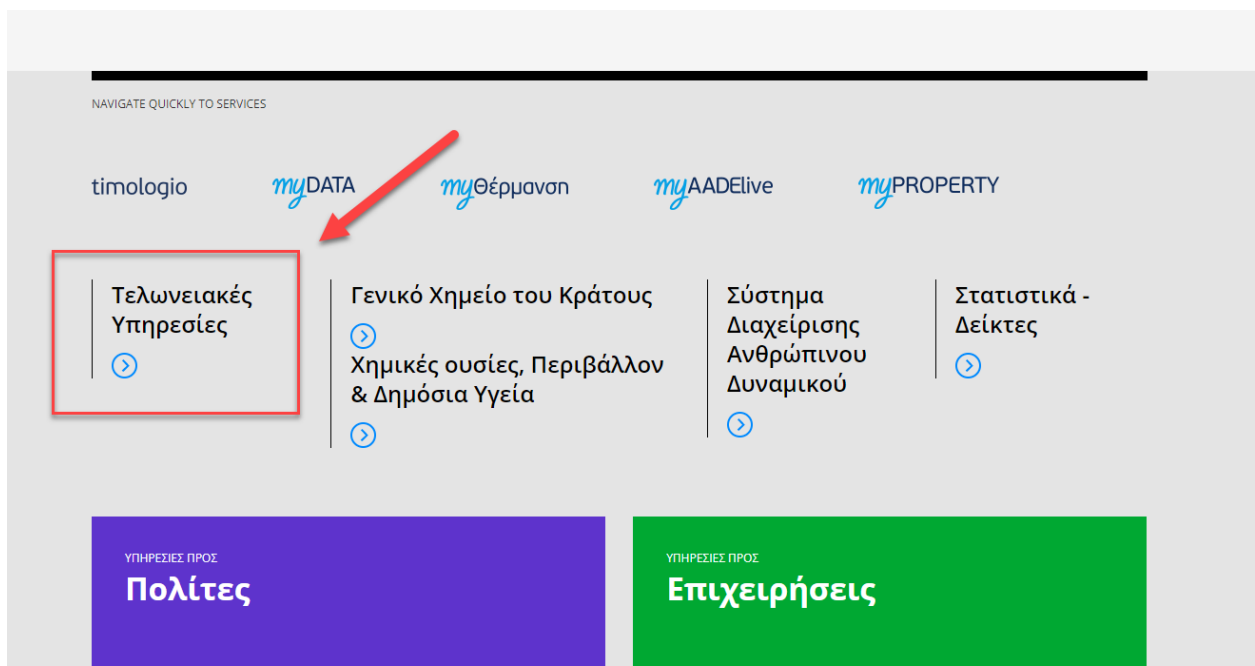 NAVIGATE QUICKLY TO SERVICES
timologio
myDATA
myΘέρμανση
myAADElive
myPROPERTY
Τελωνειακές
Υπηρεσίες
Γενικό Χημείο του Κράτους
Χημικές ουσίες, Περιβάλλον
& Δημόσια Υγεία
Σύστημα
Διαχείρισης
Ανθρώπινου
Δυναμικού
Στατιστικά -
Δείκτες
ΥΠΗΡΕΣΙΕΣ ΠΡΟΣ
Πολίτες
ΥΠΗΡΕΣΙΕΣ ΠΡΟΣ
Επιχειρήσεις